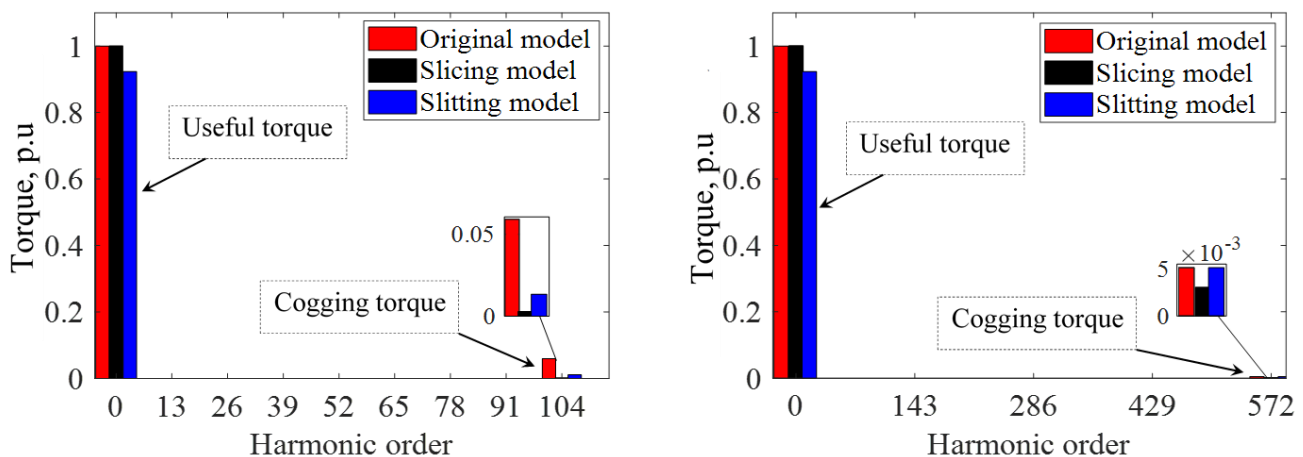 Original model
Slicing model
Slitting model
Useful torque
Cogging torque
0.05
0
Torque, p.u
1
0.8
0.6
0.4
0.2
0
0 13 26 39 52 65 78 91 104
Harmonic order
Original model
Slicing model
Slitting model
Useful torque
Cogging torque
×10⁻³
5
0
Torque, p.u
1
0.8
0.6
0.4
0.2
0
0 143 286 429 572
Harmonic order